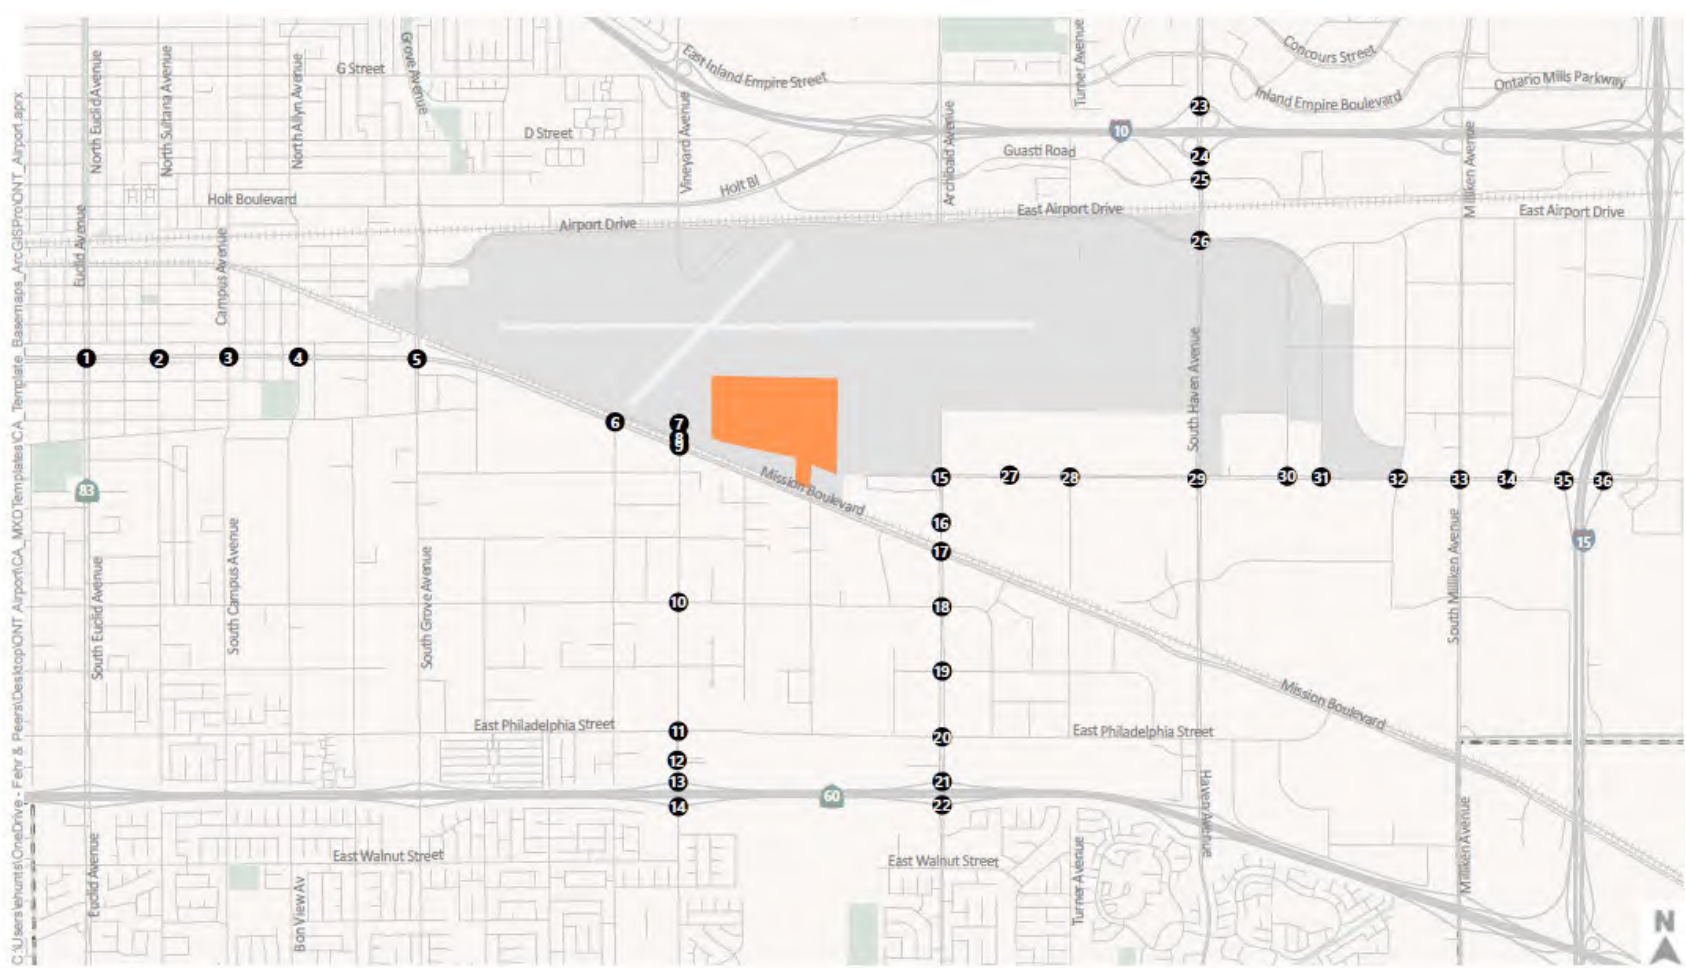 C:\Users\ehunts\OneDrive - Fehr & Peers\Desktop\ONT Airport\CA_MXDTemplates\CA_Template_Basemaps_ArcGISPro\ONT_Airport.aprx
North Euclid Avenue
North Sultana Avenue
North Allyn Avenue
G Street
Grove Avenue
East Inland Empire Street
Turner Avenue
Concours Street
Ontario Mills Parkway
Inland Empire Boulevard
23
10
D Street
Vineyard Avenue
Archibald Avenue
Guasti Road
24
25
Milliken Avenue
Holt Bl
Holt Boulevard
Airport Drive
East Airport Drive
East Airport Drive
26
Euclid Avenue
Campus Avenue
South Haven Avenue
1
2
3
4
5
6
7
8
9
Mission Boulevard
83
15
27
28
29
30
31
32
33
34
35
36
16
17
15
South Euclid Avenue
South Campus Avenue
South Grove Avenue
South Milliken Avenue
10
18
19
Mission Boulevard
East Philadelphia Street
11
20
East Philadelphia Street
12
13
14
60
21
22
Haven Avenue
Milliken Avenue
Euclid Avenue
East Walnut Street
Bon View Av
East Walnut Street
Turner Avenue
N